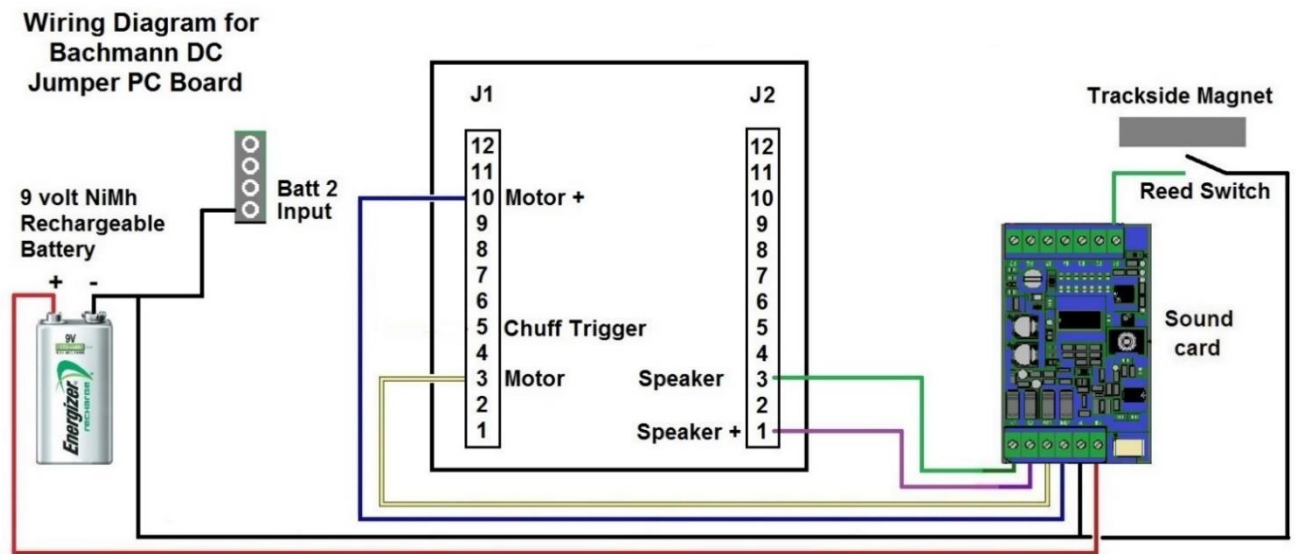 Wiring Diagram for
Bachmann DC
Jumper PC Board
9 volt NiMh
Rechargeable
Battery
+ -
9V
Energizer
recharge
Batt 2
Input
J1
12
11
10 Motor +
9
8
7
6
5 Chuff Trigger
4
3 Motor
2
1
J2
12
11
10
9
8
7
6
5
4
Speaker 3
2
Speaker + 1
Trackside Magnet
Reed Switch
Sound
card